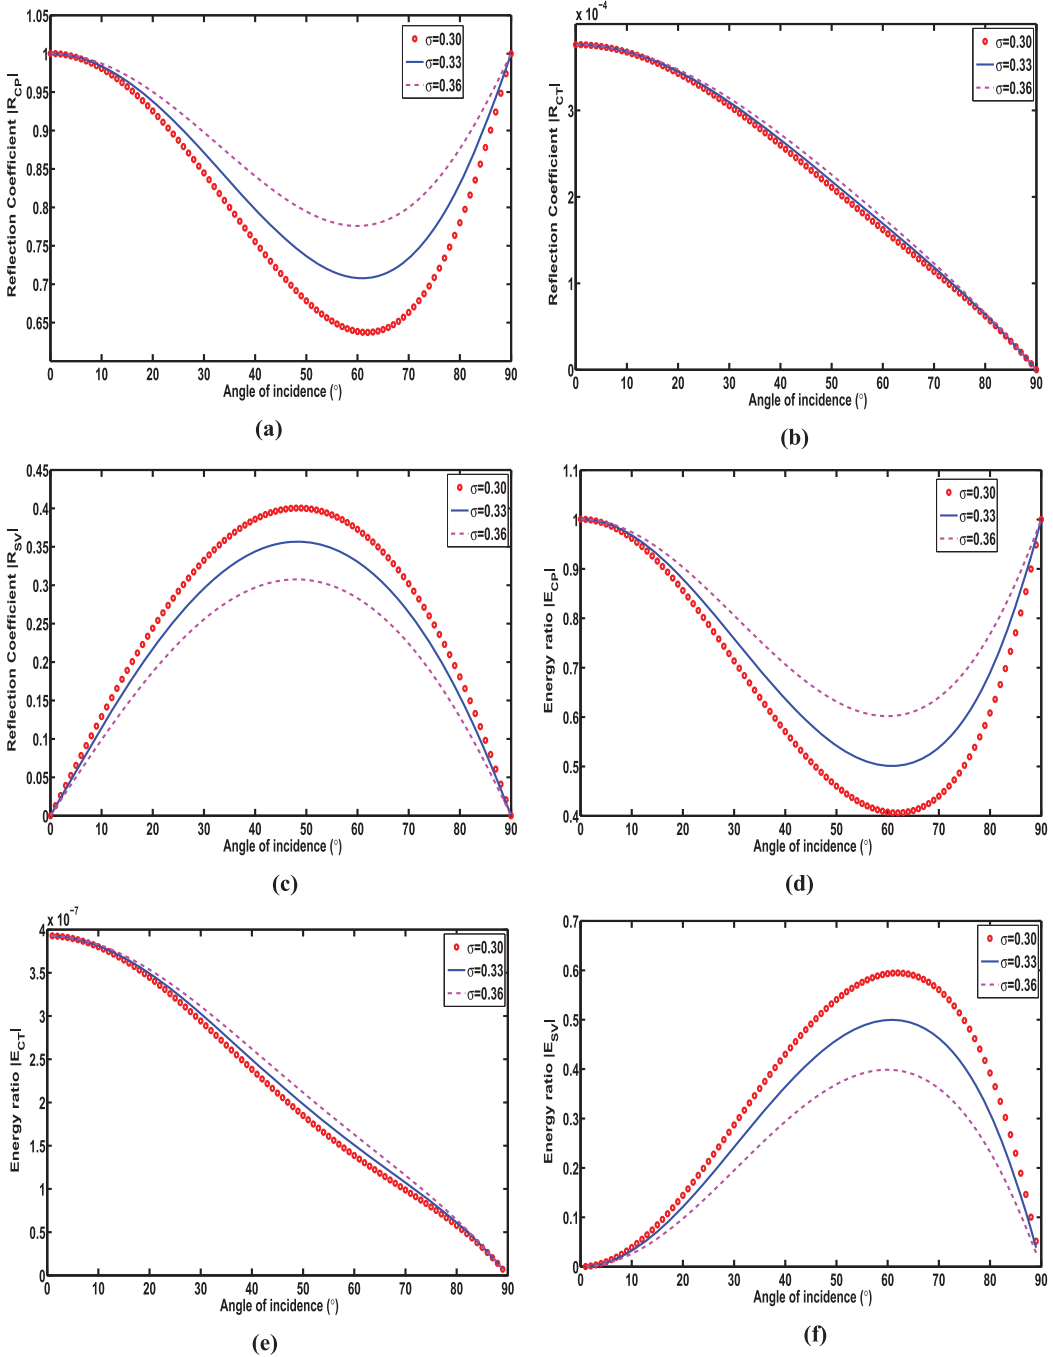 1.05
1
0.95
0.9
0.85
0.8
0.75
0.7
0.65
Reflection Coefficient |R_CP|
σ=0.30
σ=0.33
σ=0.36
0 10 20 30 40 50 60 70 80 90
Angle of incidence (°)
(a)
x 10⁻⁴
4
2
0
Reflection Coefficient |R_CT|
σ=0.30
σ=0.33
σ=0.36
0 10 20 30 40 50 60 70 80 90
Angle of incidence (°)
(b)
0.45
0.4
0.35
0.3
0.25
0.2
0.15
0.1
0.05
0
Reflection Coefficient |R_SV|
σ=0.30
σ=0.33
σ=0.36
0 10 20 30 40 50 60 70 80 90
Angle of incidence (°)
(c)
1.1
1
0.9
0.8
0.7
0.6
0.5
0.4
Energy ratio |E_CP|
σ=0.30
σ=0.33
σ=0.36
0 10 20 30 40 50 60 70 80 90
Angle of incidence (°)
(d)
x 10⁻⁷
4
3.5
3
2.5
2
1.5
1
0.5
0
Energy ratio |E_CT|
σ=0.30
σ=0.33
σ=0.36
0 10 20 30 40 50 60 70 80 90
Angle of incidence (°)
(e)
0.7
0.6
0.5
0.4
0.3
0.2
0.1
0
Energy ratio |E_SV|
σ=0.30
σ=0.33
σ=0.36
0 10 20 30 40 50 60 70 80 90
Angle of incidence (°)
(f)